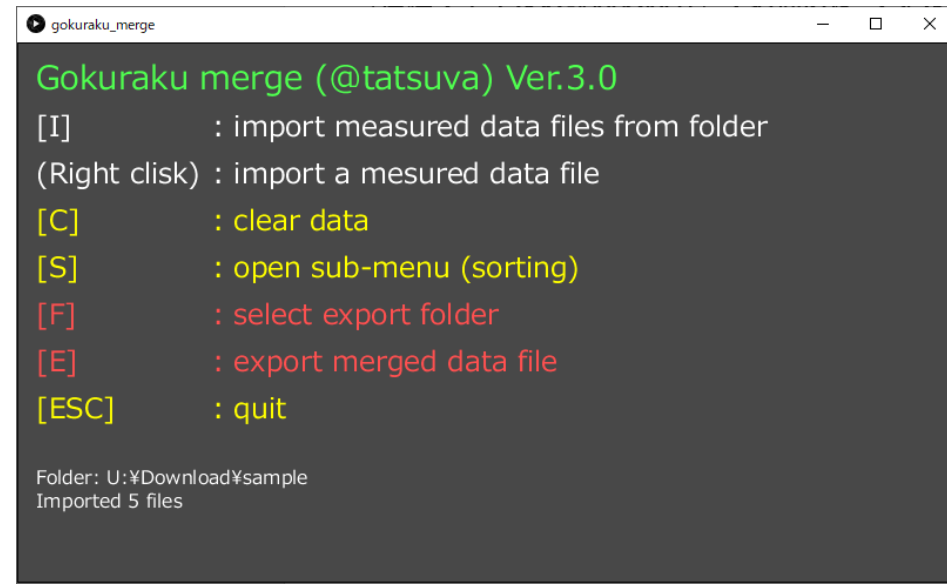 gokuraku_merge
Gokuraku merge (@tatsuva) Ver.3.0
[I] : import measured data files from folder
(Right clisk) : import a mesured data file
[C] : clear data
[S] : open sub-menu (sorting)
[F] : select export folder
[E] : export merged data file
[ESC] : quit
Folder: U:¥Download¥sample
Imported 5 files